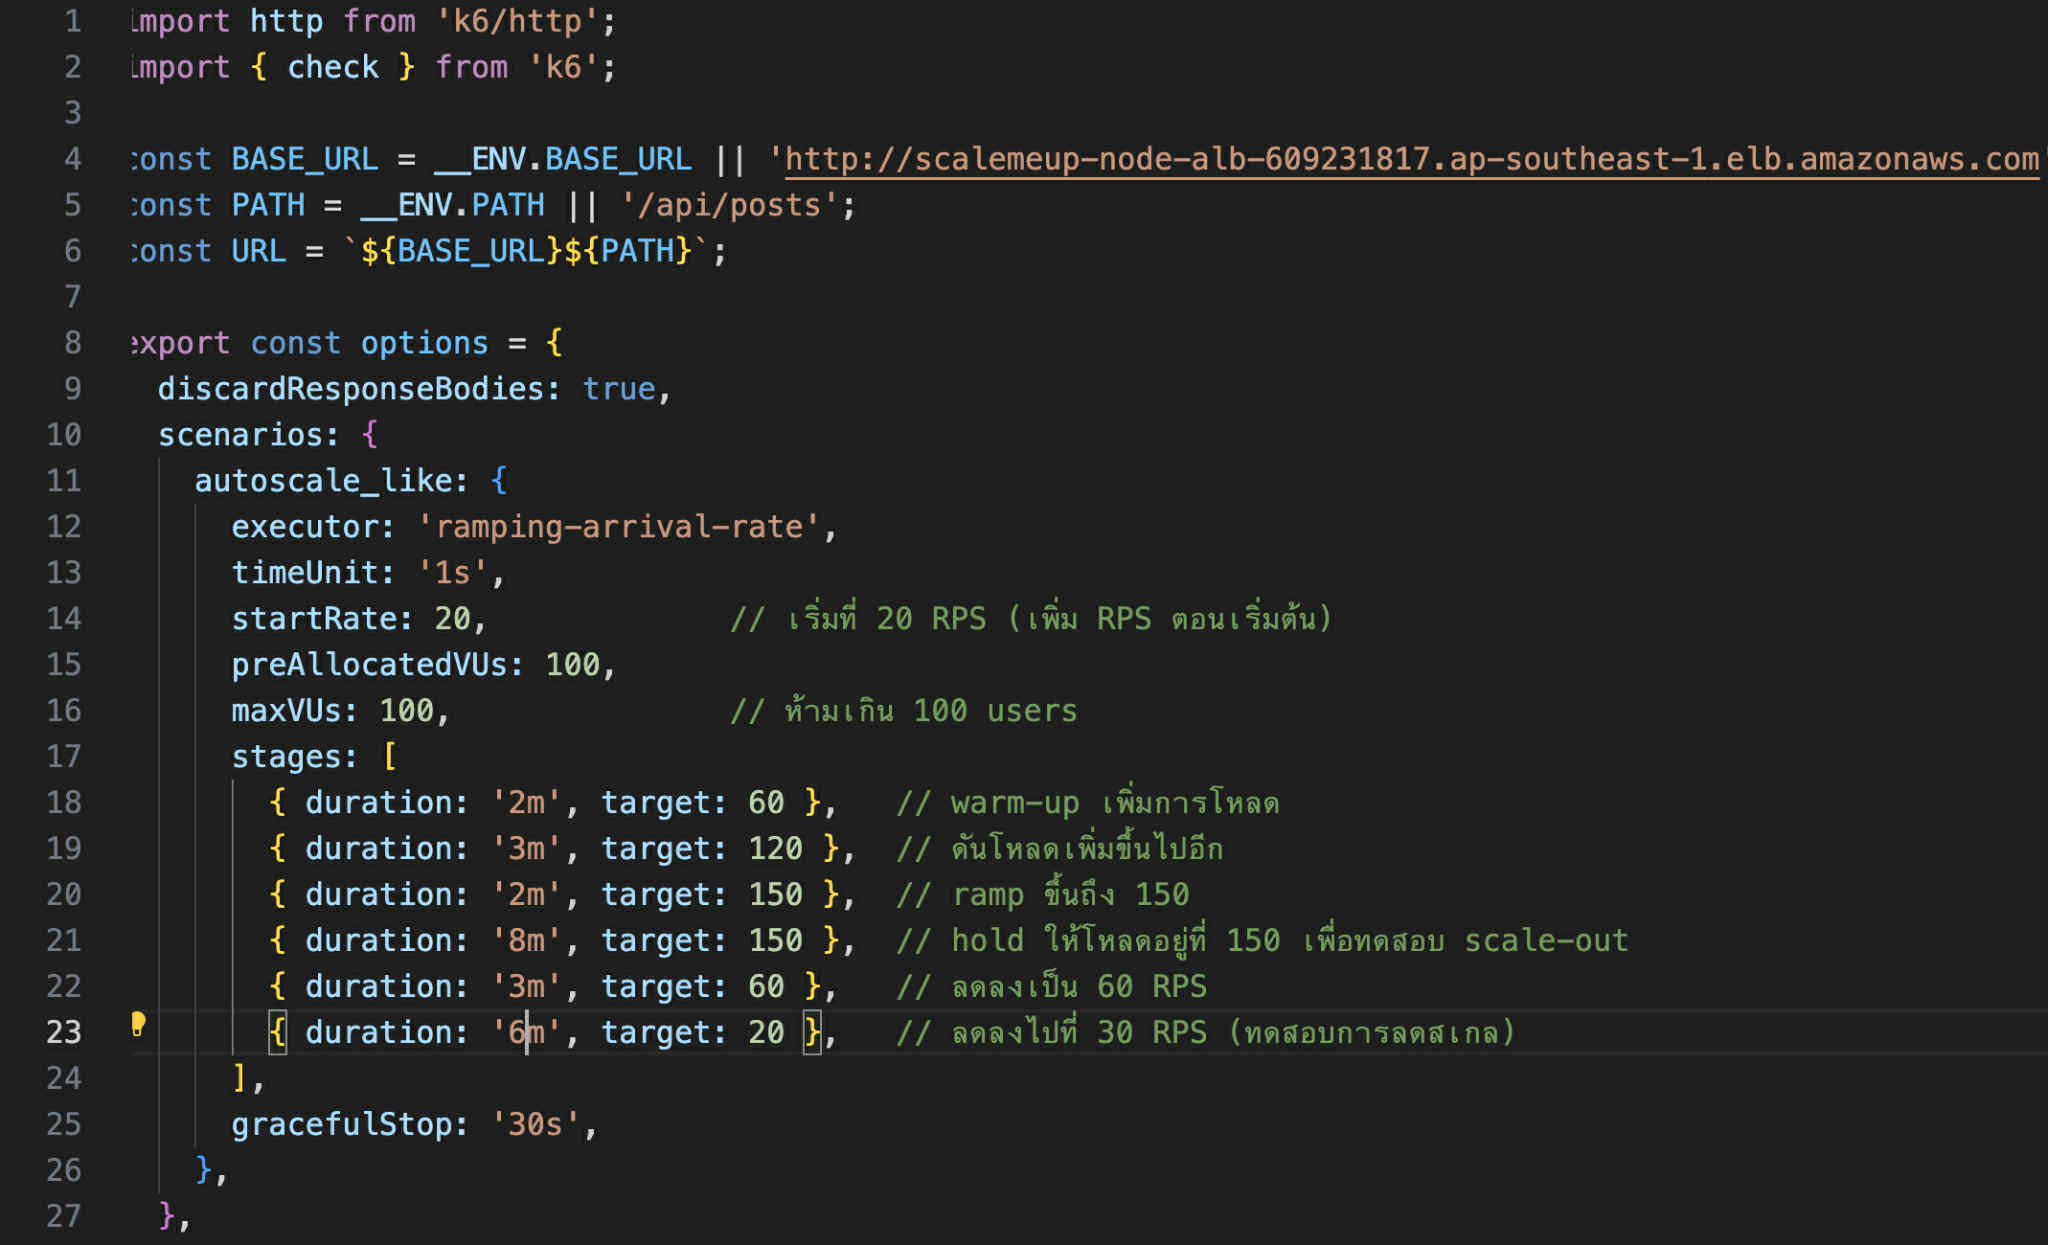 1 import http from 'k6/http';
2 import { check } from 'k6';
3
4 const BASE_URL = __ENV.BASE_URL || 'http://scalemeup-node-alb-609231817.ap-southeast-1.elb.amazonaws.com'
5 const PATH = __ENV.PATH || '/api/posts';
6 const URL = `${BASE_URL}${PATH}`;
7
8 export const options = {
9 discardResponseBodies: true,
10 scenarios: {
11 autoscale_like: {
12 executor: 'ramping-arrival-rate',
13 timeUnit: '1s',
14 startRate: 20, // เริ่มที่ 20 RPS (เพิ่ม RPS ตอนเริ่มต้น)
15 preAllocatedVUs: 100,
16 maxVUs: 100, // ห้ามเกิน 100 users
17 stages: [
18 { duration: '2m', target: 60 }, // warm-up เพิ่มการโหลด
19 { duration: '3m', target: 120 }, // ดันโหลดเพิ่มขึ้นไปอีก
20 { duration: '2m', target: 150 }, // ramp ขึ้นถึง 150
21 { duration: '8m', target: 150 }, // hold ให้โหลดอยู่ที่ 150 เพื่อทดสอบ scale-out
22 { duration: '3m', target: 60 }, // ลดลงเป็น 60 RPS
23 { duration: '6m', target: 20 }, // ลดลงไปที่ 30 RPS (ทดสอบการลดสเกล)
24 ],
25 gracefulStop: '30s',
26 },
27 },